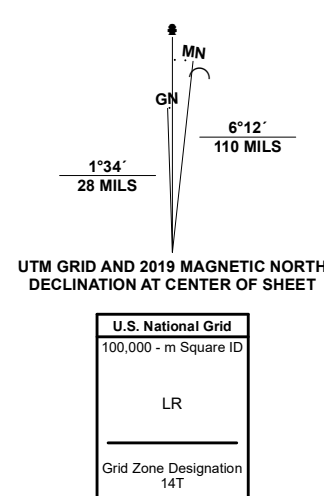 MN
GN
6°12´
110 MILS
1°34´
28 MILS
UTM GRID AND 2019 MAGNETIC NORTH
DECLINATION AT CENTER OF SHEET
U.S. National Grid
100,000 - m Square ID
LR
Grid Zone Designation
14T